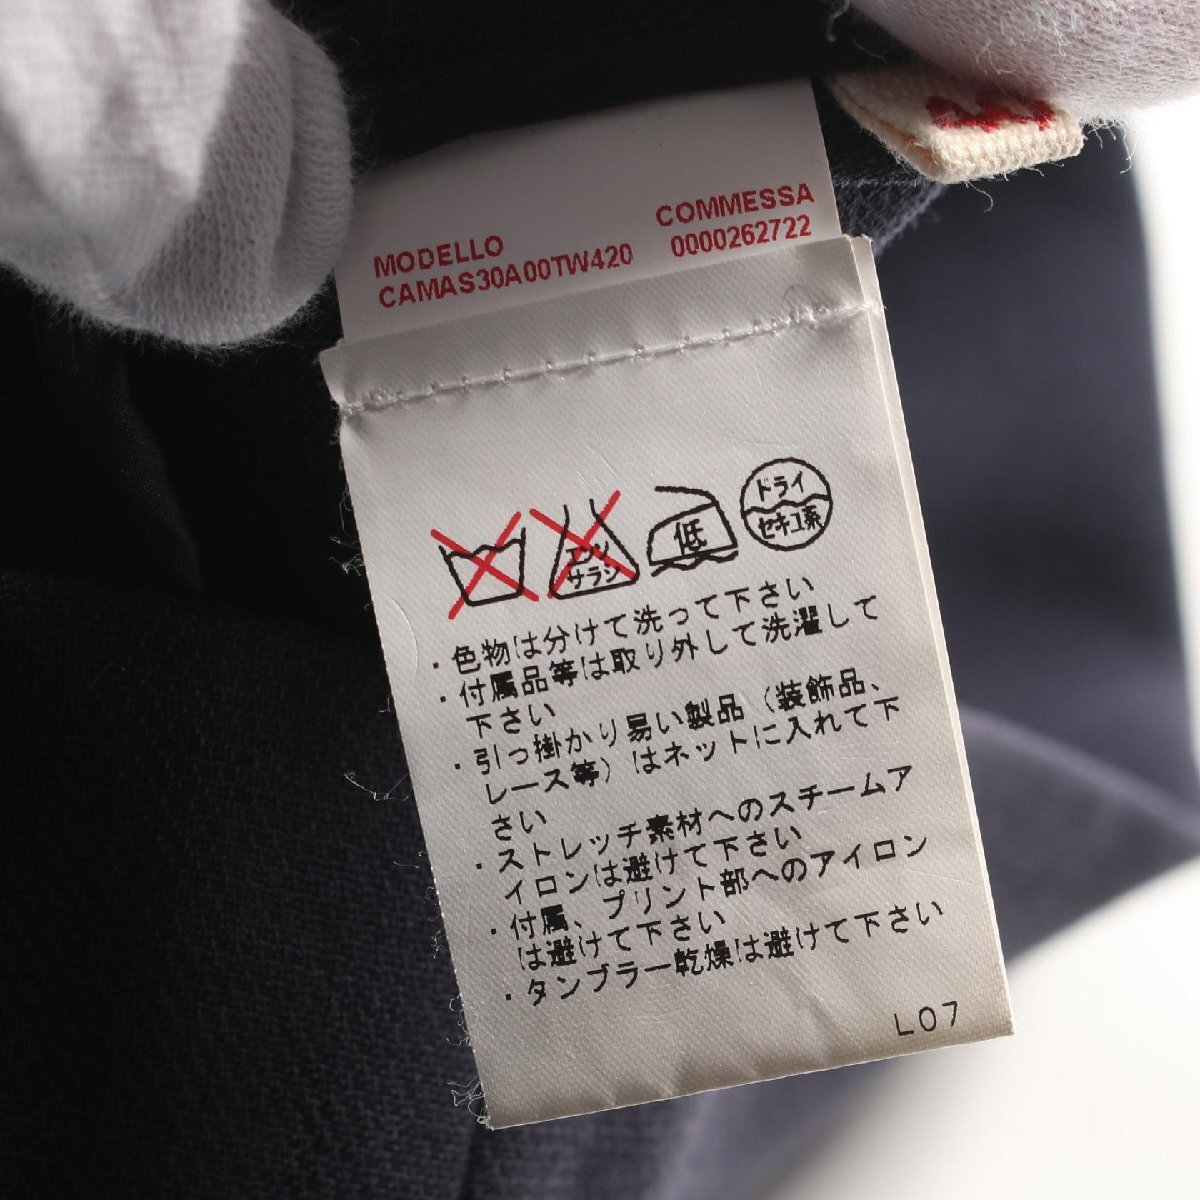 MODELLO
CAMAS30A00TW420
COMMESSA
0000262722
エンソ
サラシ
低
ドライ
セキユ系
・色物は分けて洗って下さい
・付属品等は取り外して洗濯して
下さい
・引っ掛かり易い製品（装飾品、
レース等）はネットに入れて下
さい
・ストレッチ素材へのスチームア
イロンは避けて下さい
・付属、プリント部へのアイロン
は避けて下さい
・タンブラー乾燥は避けて下さい
L07